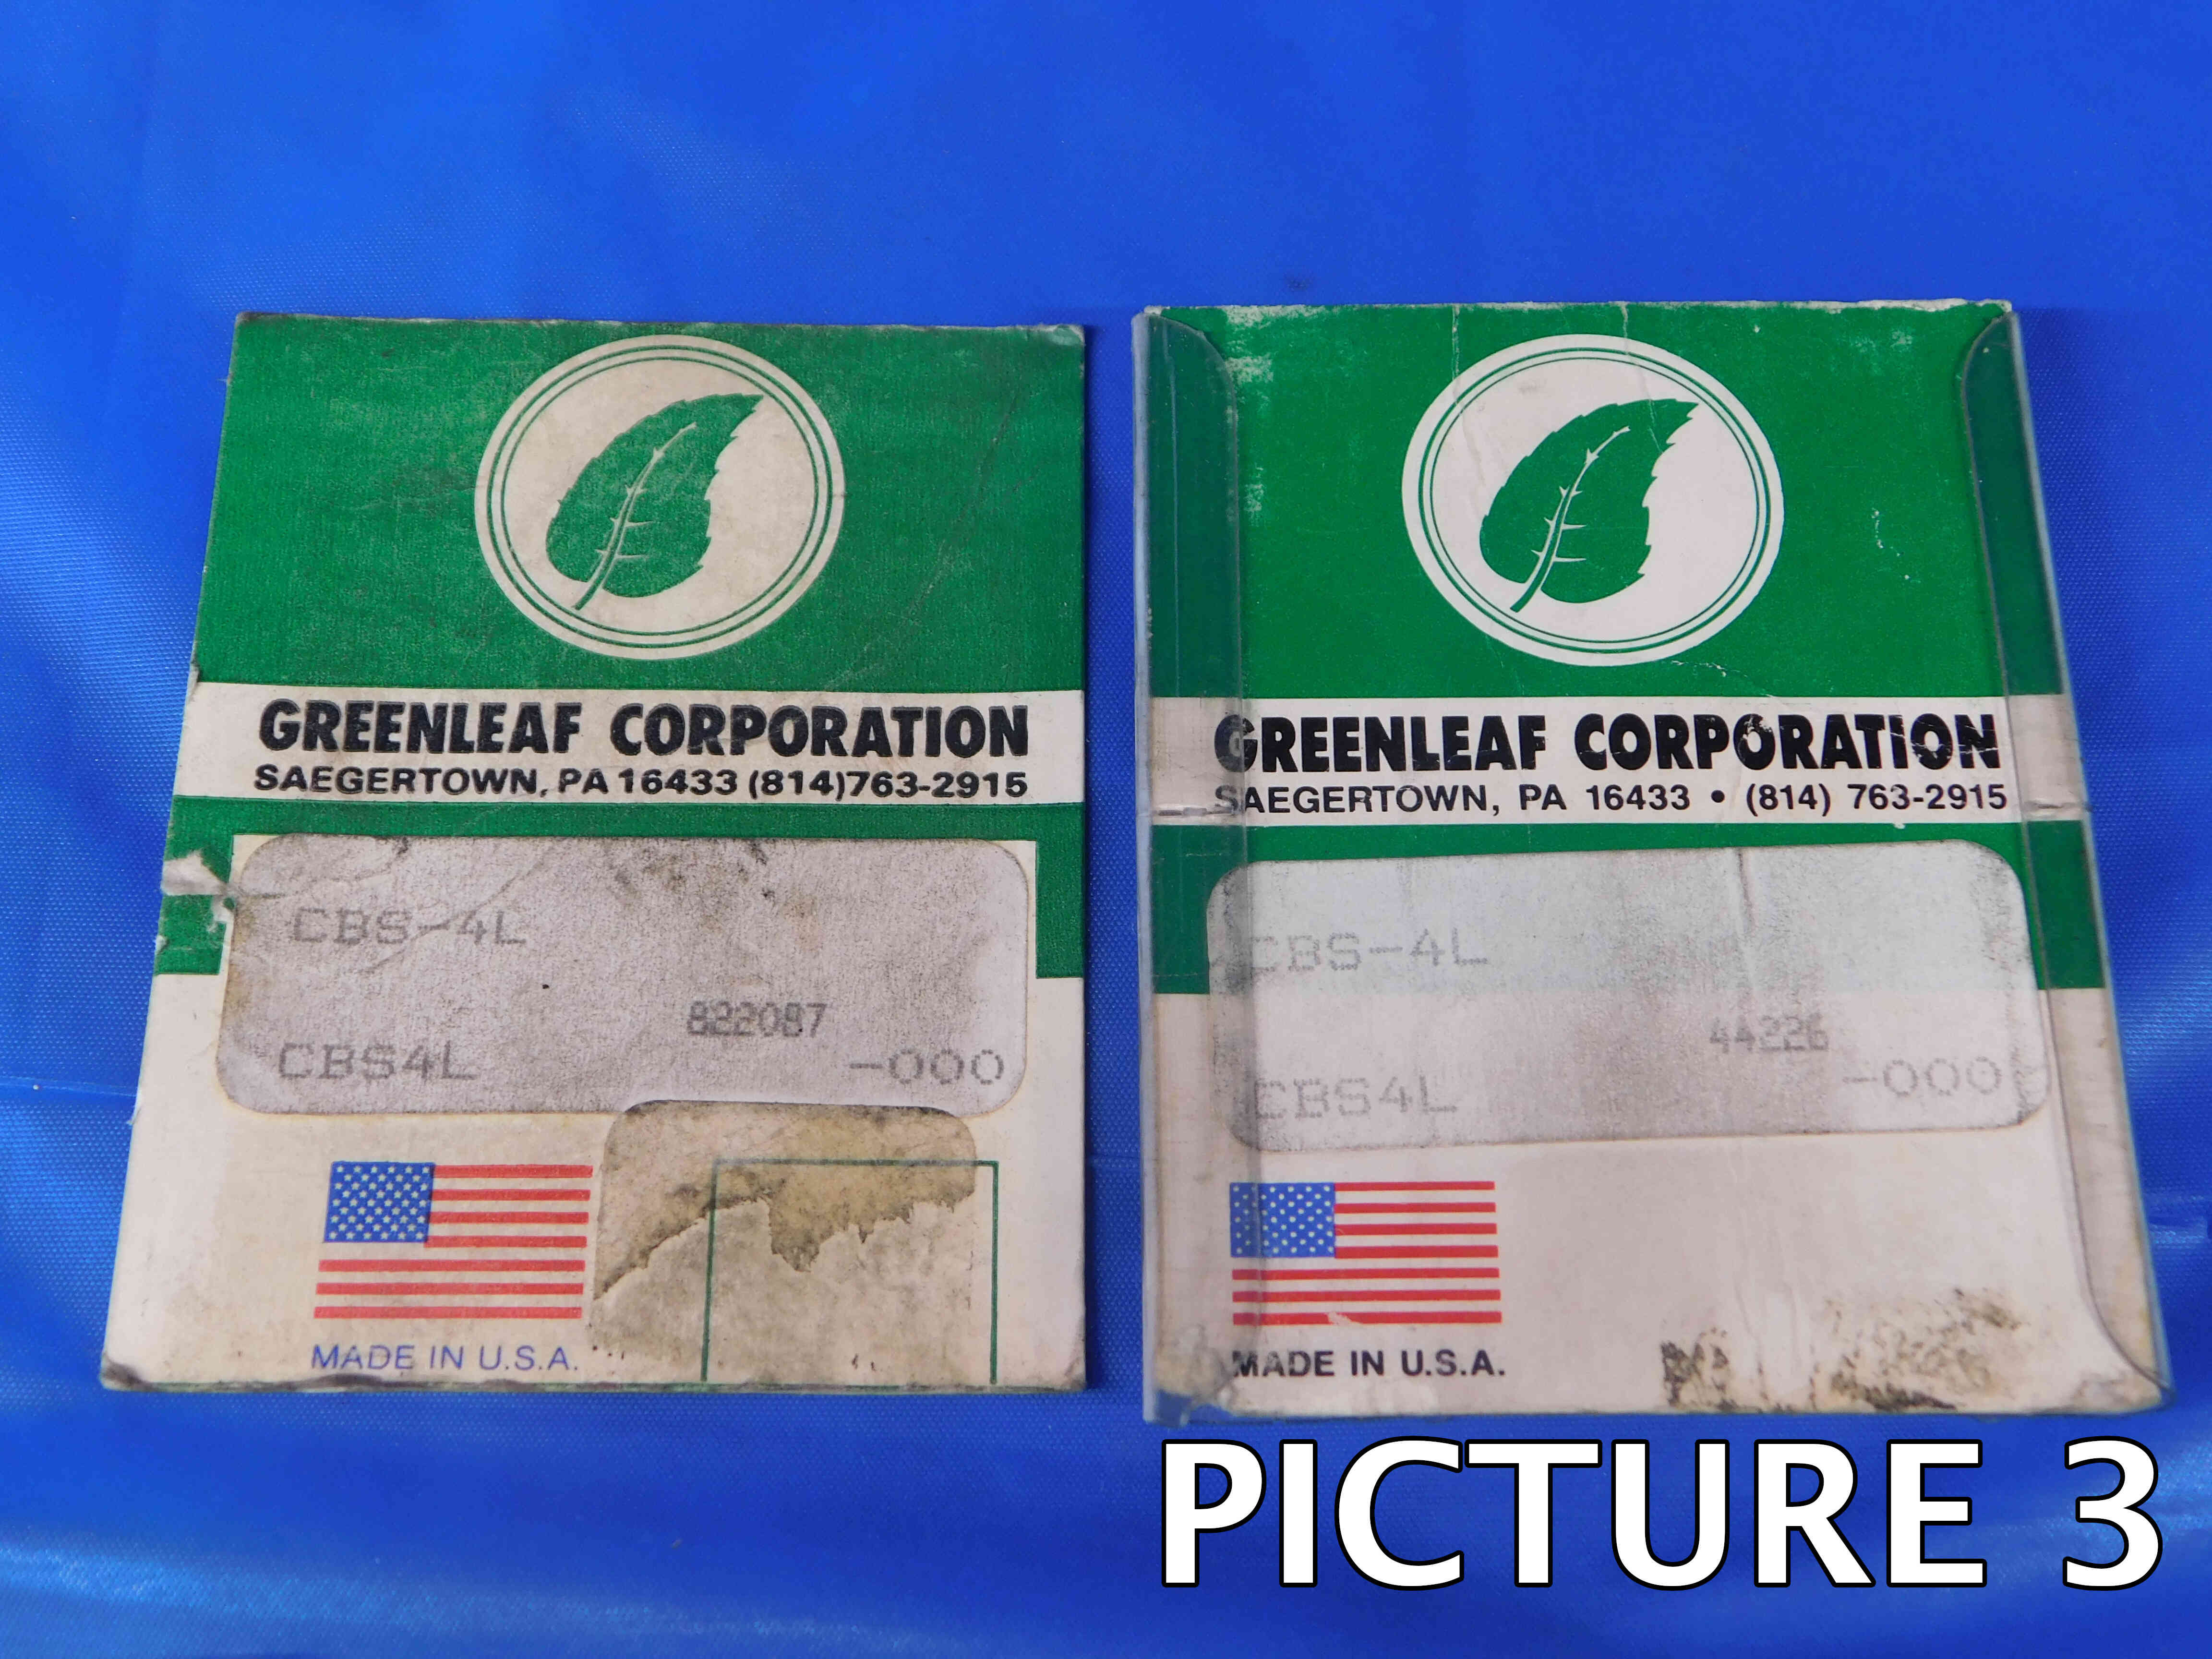 GREENLEAF CORPORATION
SAEGERTOWN, PA 16433 (814)763-2915
CBS-4L
822087
CBS4L -000
MADE IN U.S.A.
GREENLEAF CORPORATION
SAEGERTOWN, PA 16433 • (814) 763-2915
CBS-4L
44226
CBS4L -000
MADE IN U.S.A.
PICTURE 3